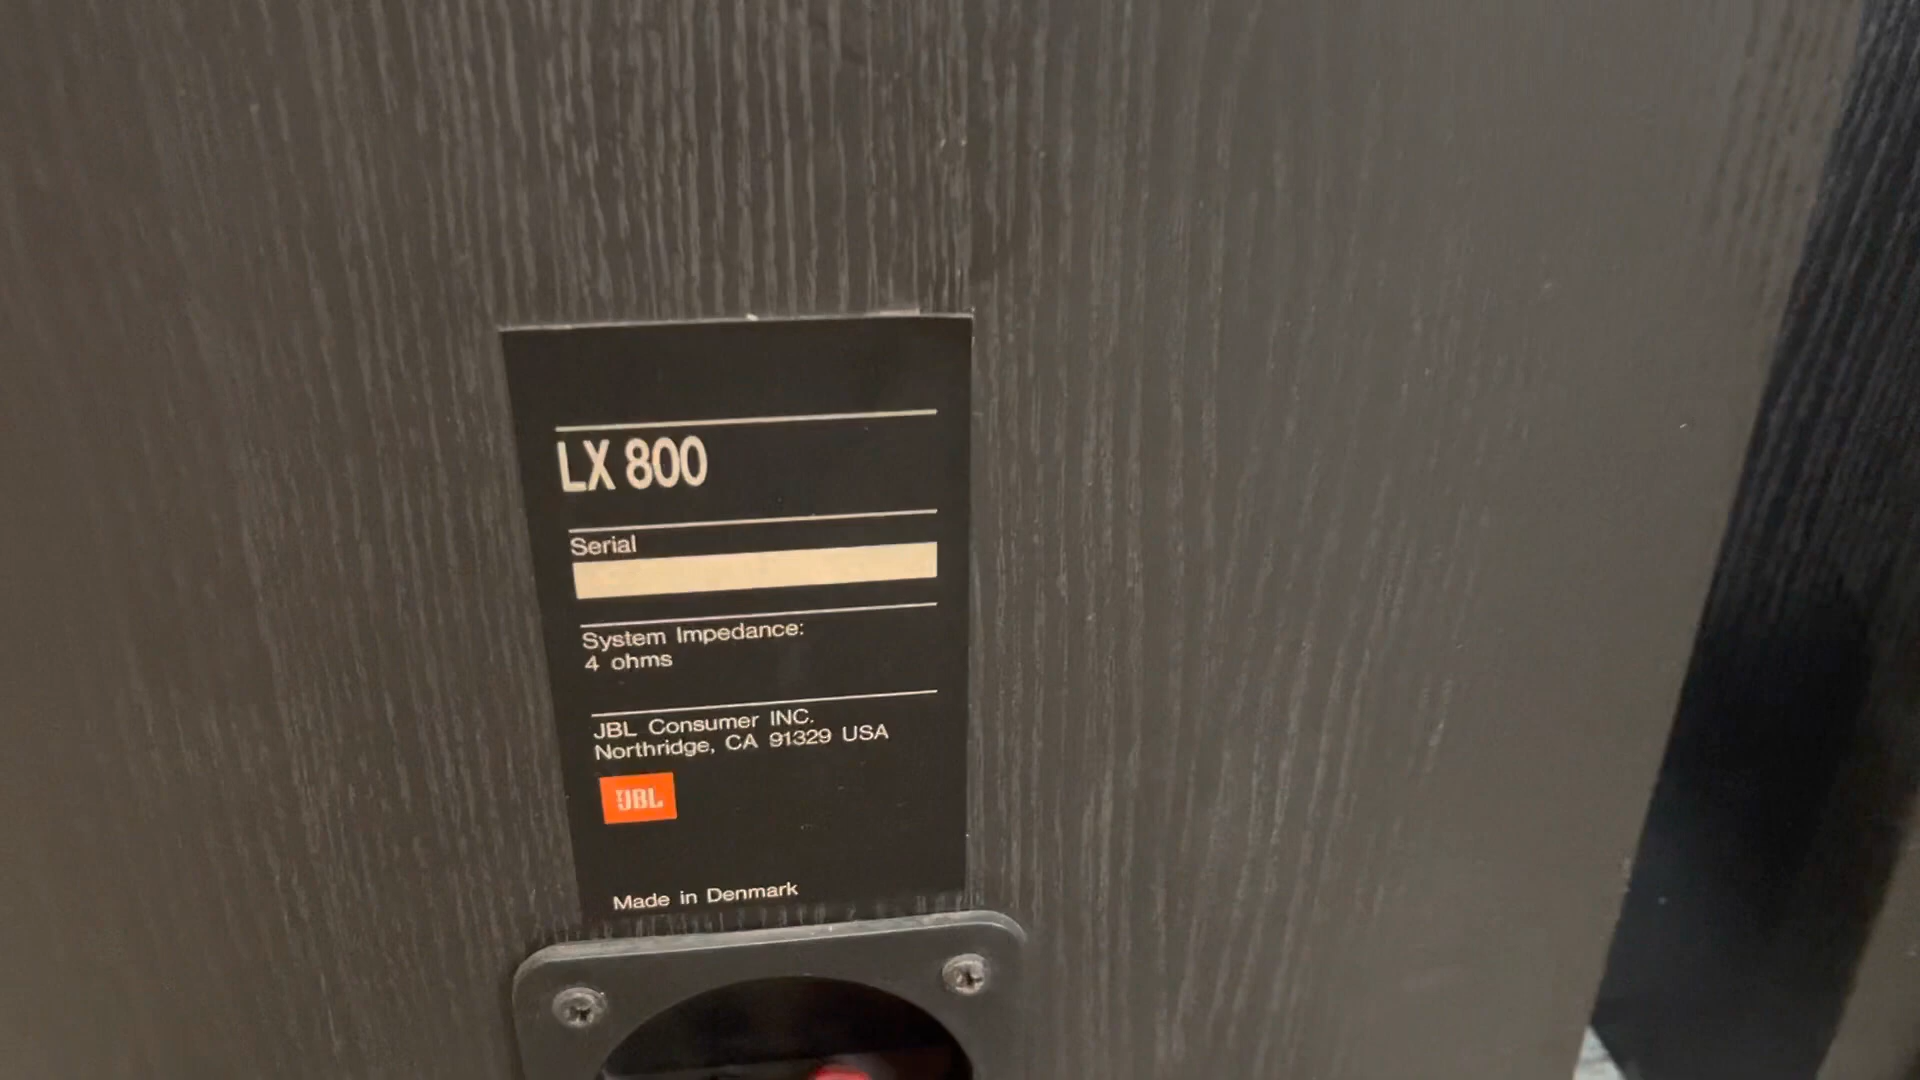 LX 800
Serial
System Impedance:
4 ohms
JBL Consumer INC.
Northridge, CA 91329 USA
JBL
Made in Denmark